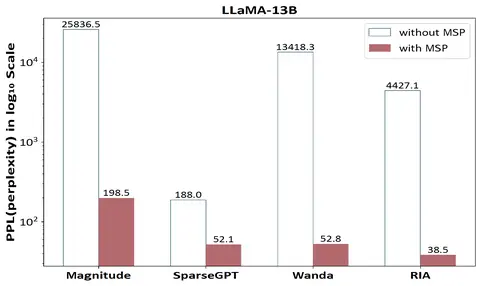 LLaMA-13B
PPL(perplexity) in log₁₀ Scale
10⁴
10³
10²
without MSP
with MSP
25836.5
198.5
188.0
52.1
13418.3
52.8
4427.1
38.5
Magnitude
SparseGPT
Wanda
RIA